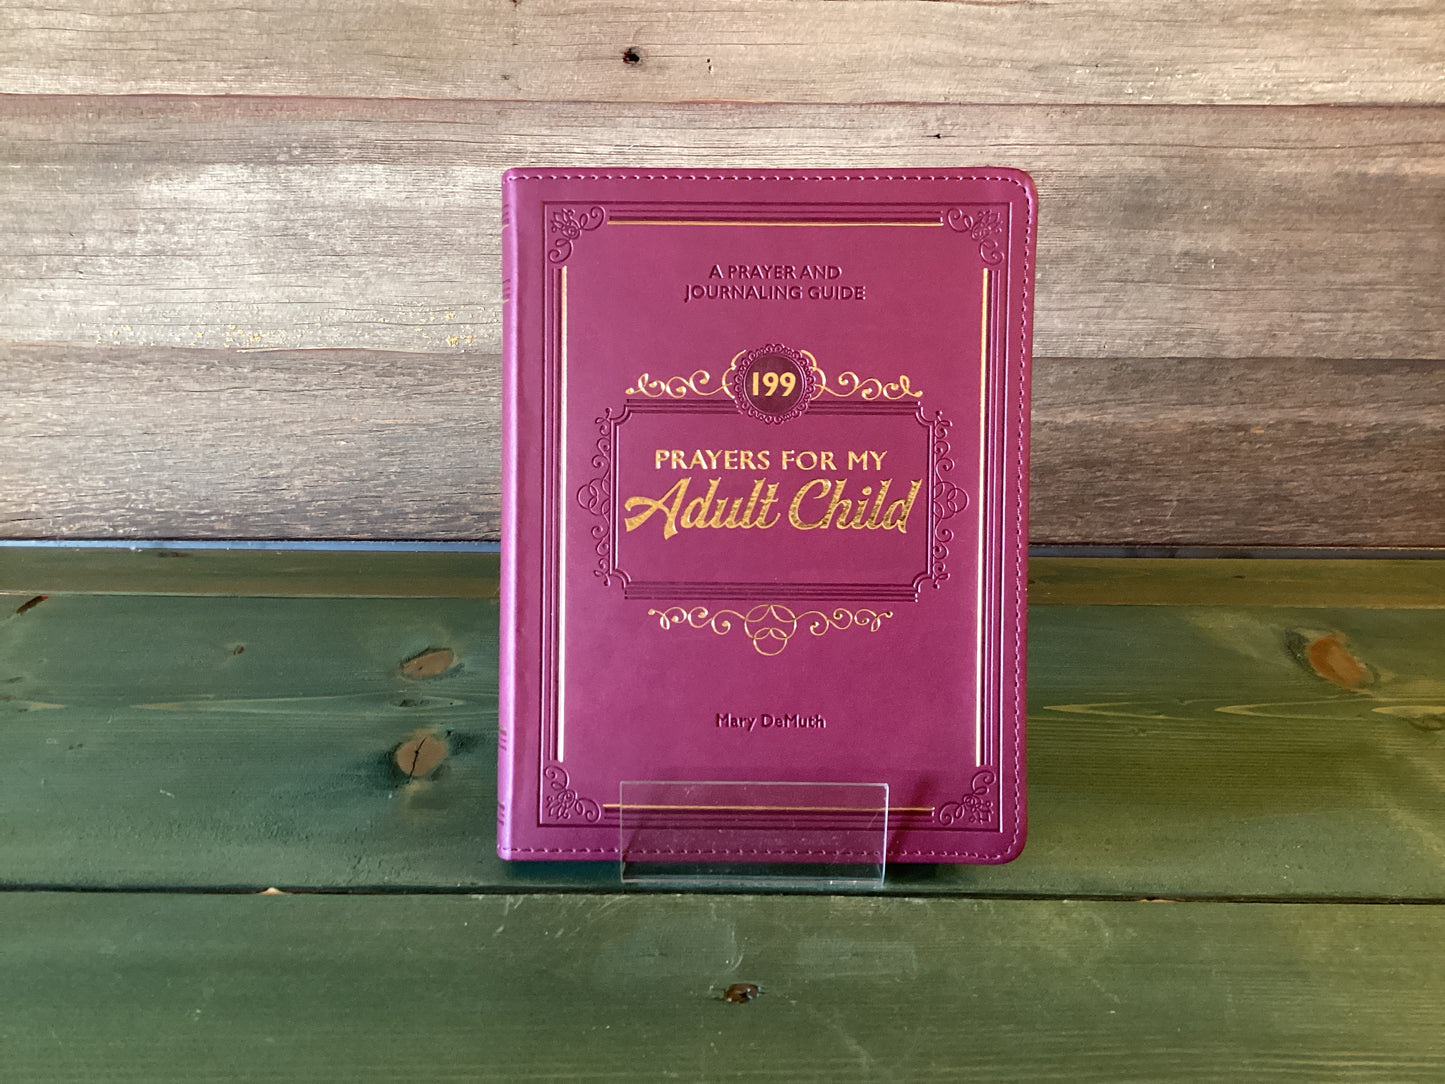 A PRAYER AND
JOURNALING GUIDE
199
PRAYERS FOR MY
Adult Child
Mary DeMuth